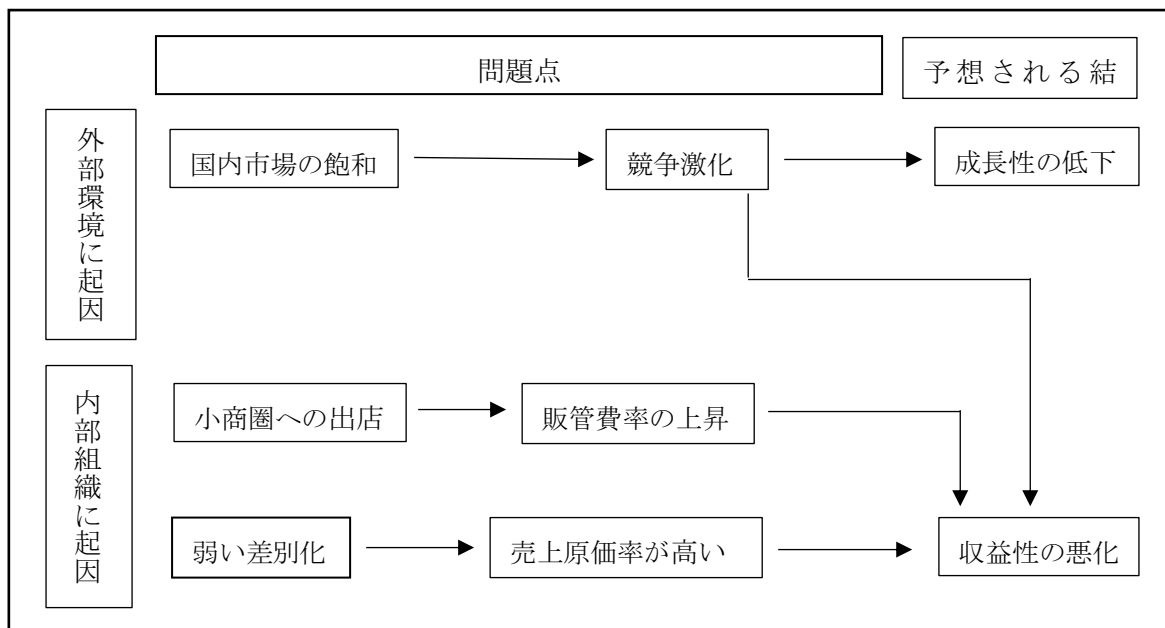 問題点
予想される結
外部環境に起因
国内市場の飽和
競争激化
成長性の低下
内部組織に起因
小商圏への出店
販管費率の上昇
弱い差別化
売上原価率が高い
収益性の悪化